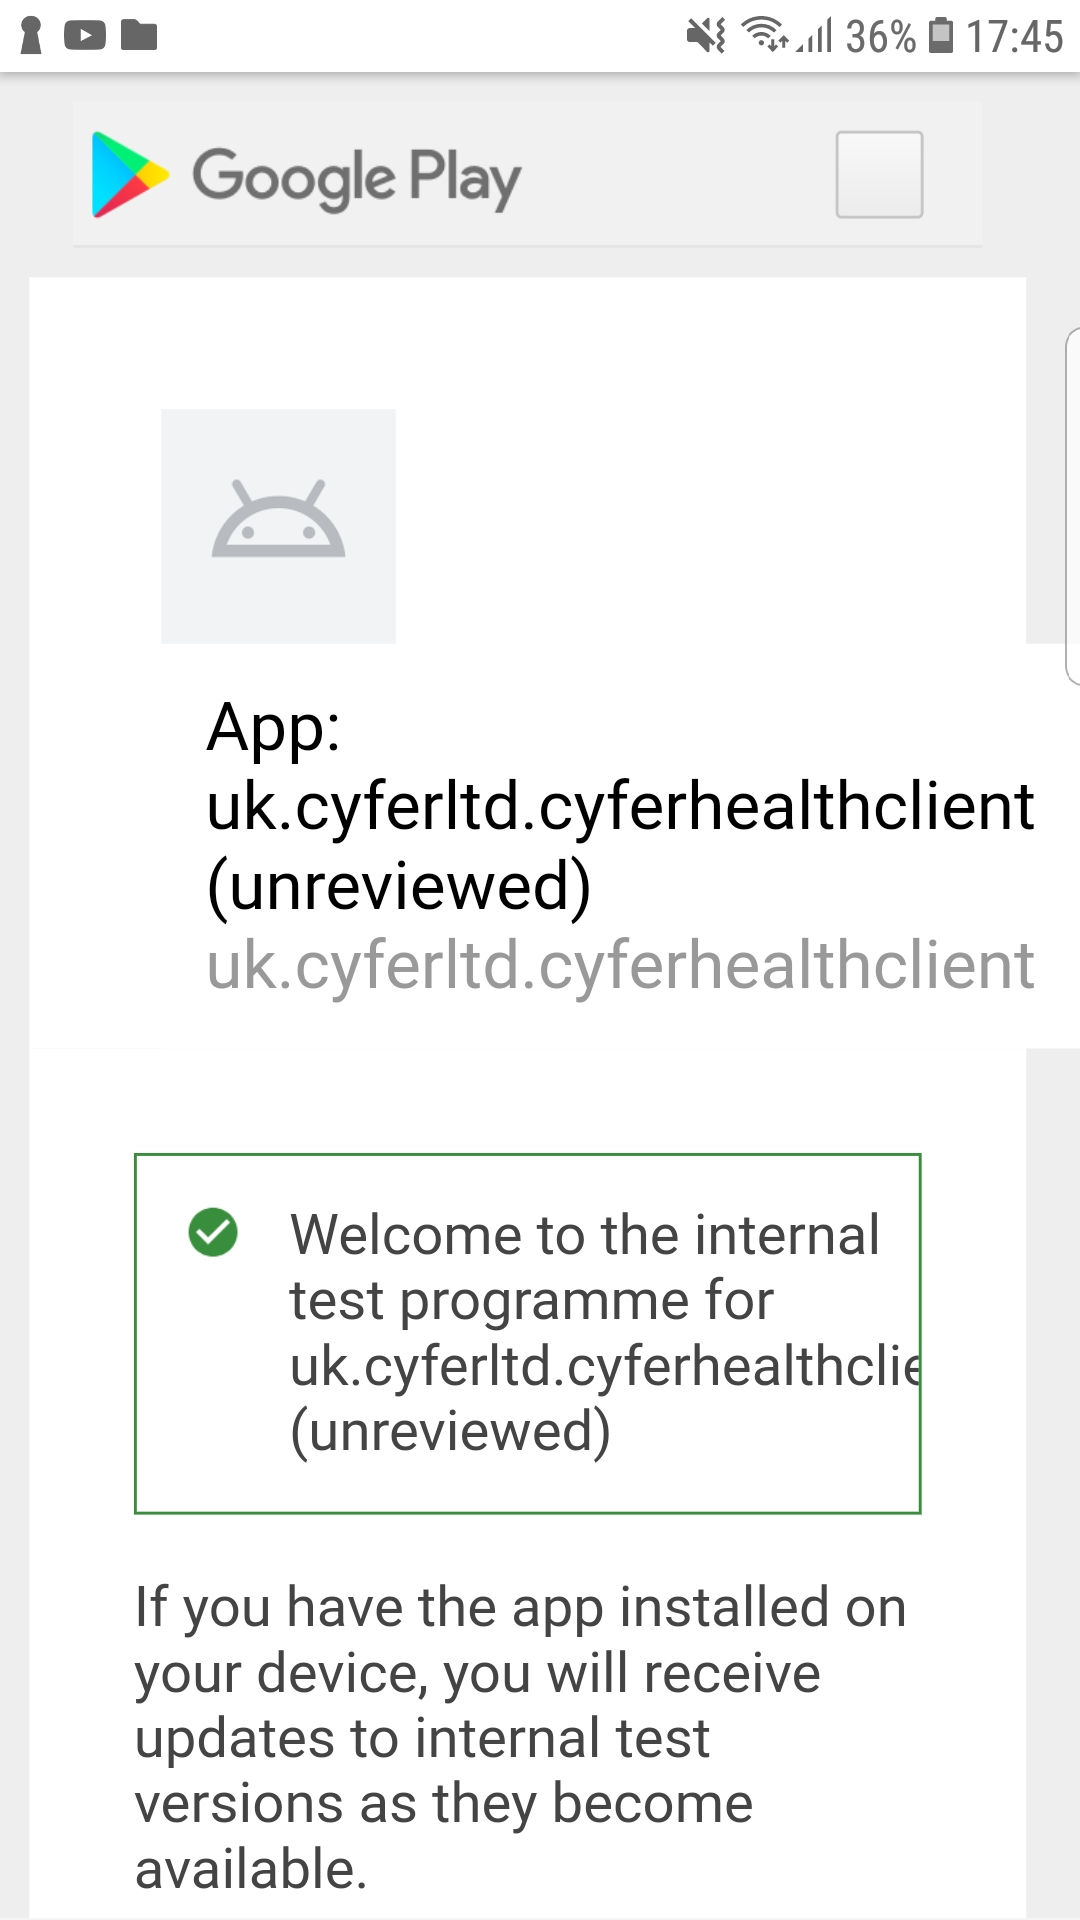 36% 17:45
Google Play
App:
uk.cyferltd.cyferhealthclient
(unreviewed)
uk.cyferltd.cyferhealthclient
Welcome to the internal
test programme for
uk.cyferltd.cyferhealthclie
(unreviewed)
If you have the app installed on
your device, you will receive
updates to internal test
versions as they become
available.